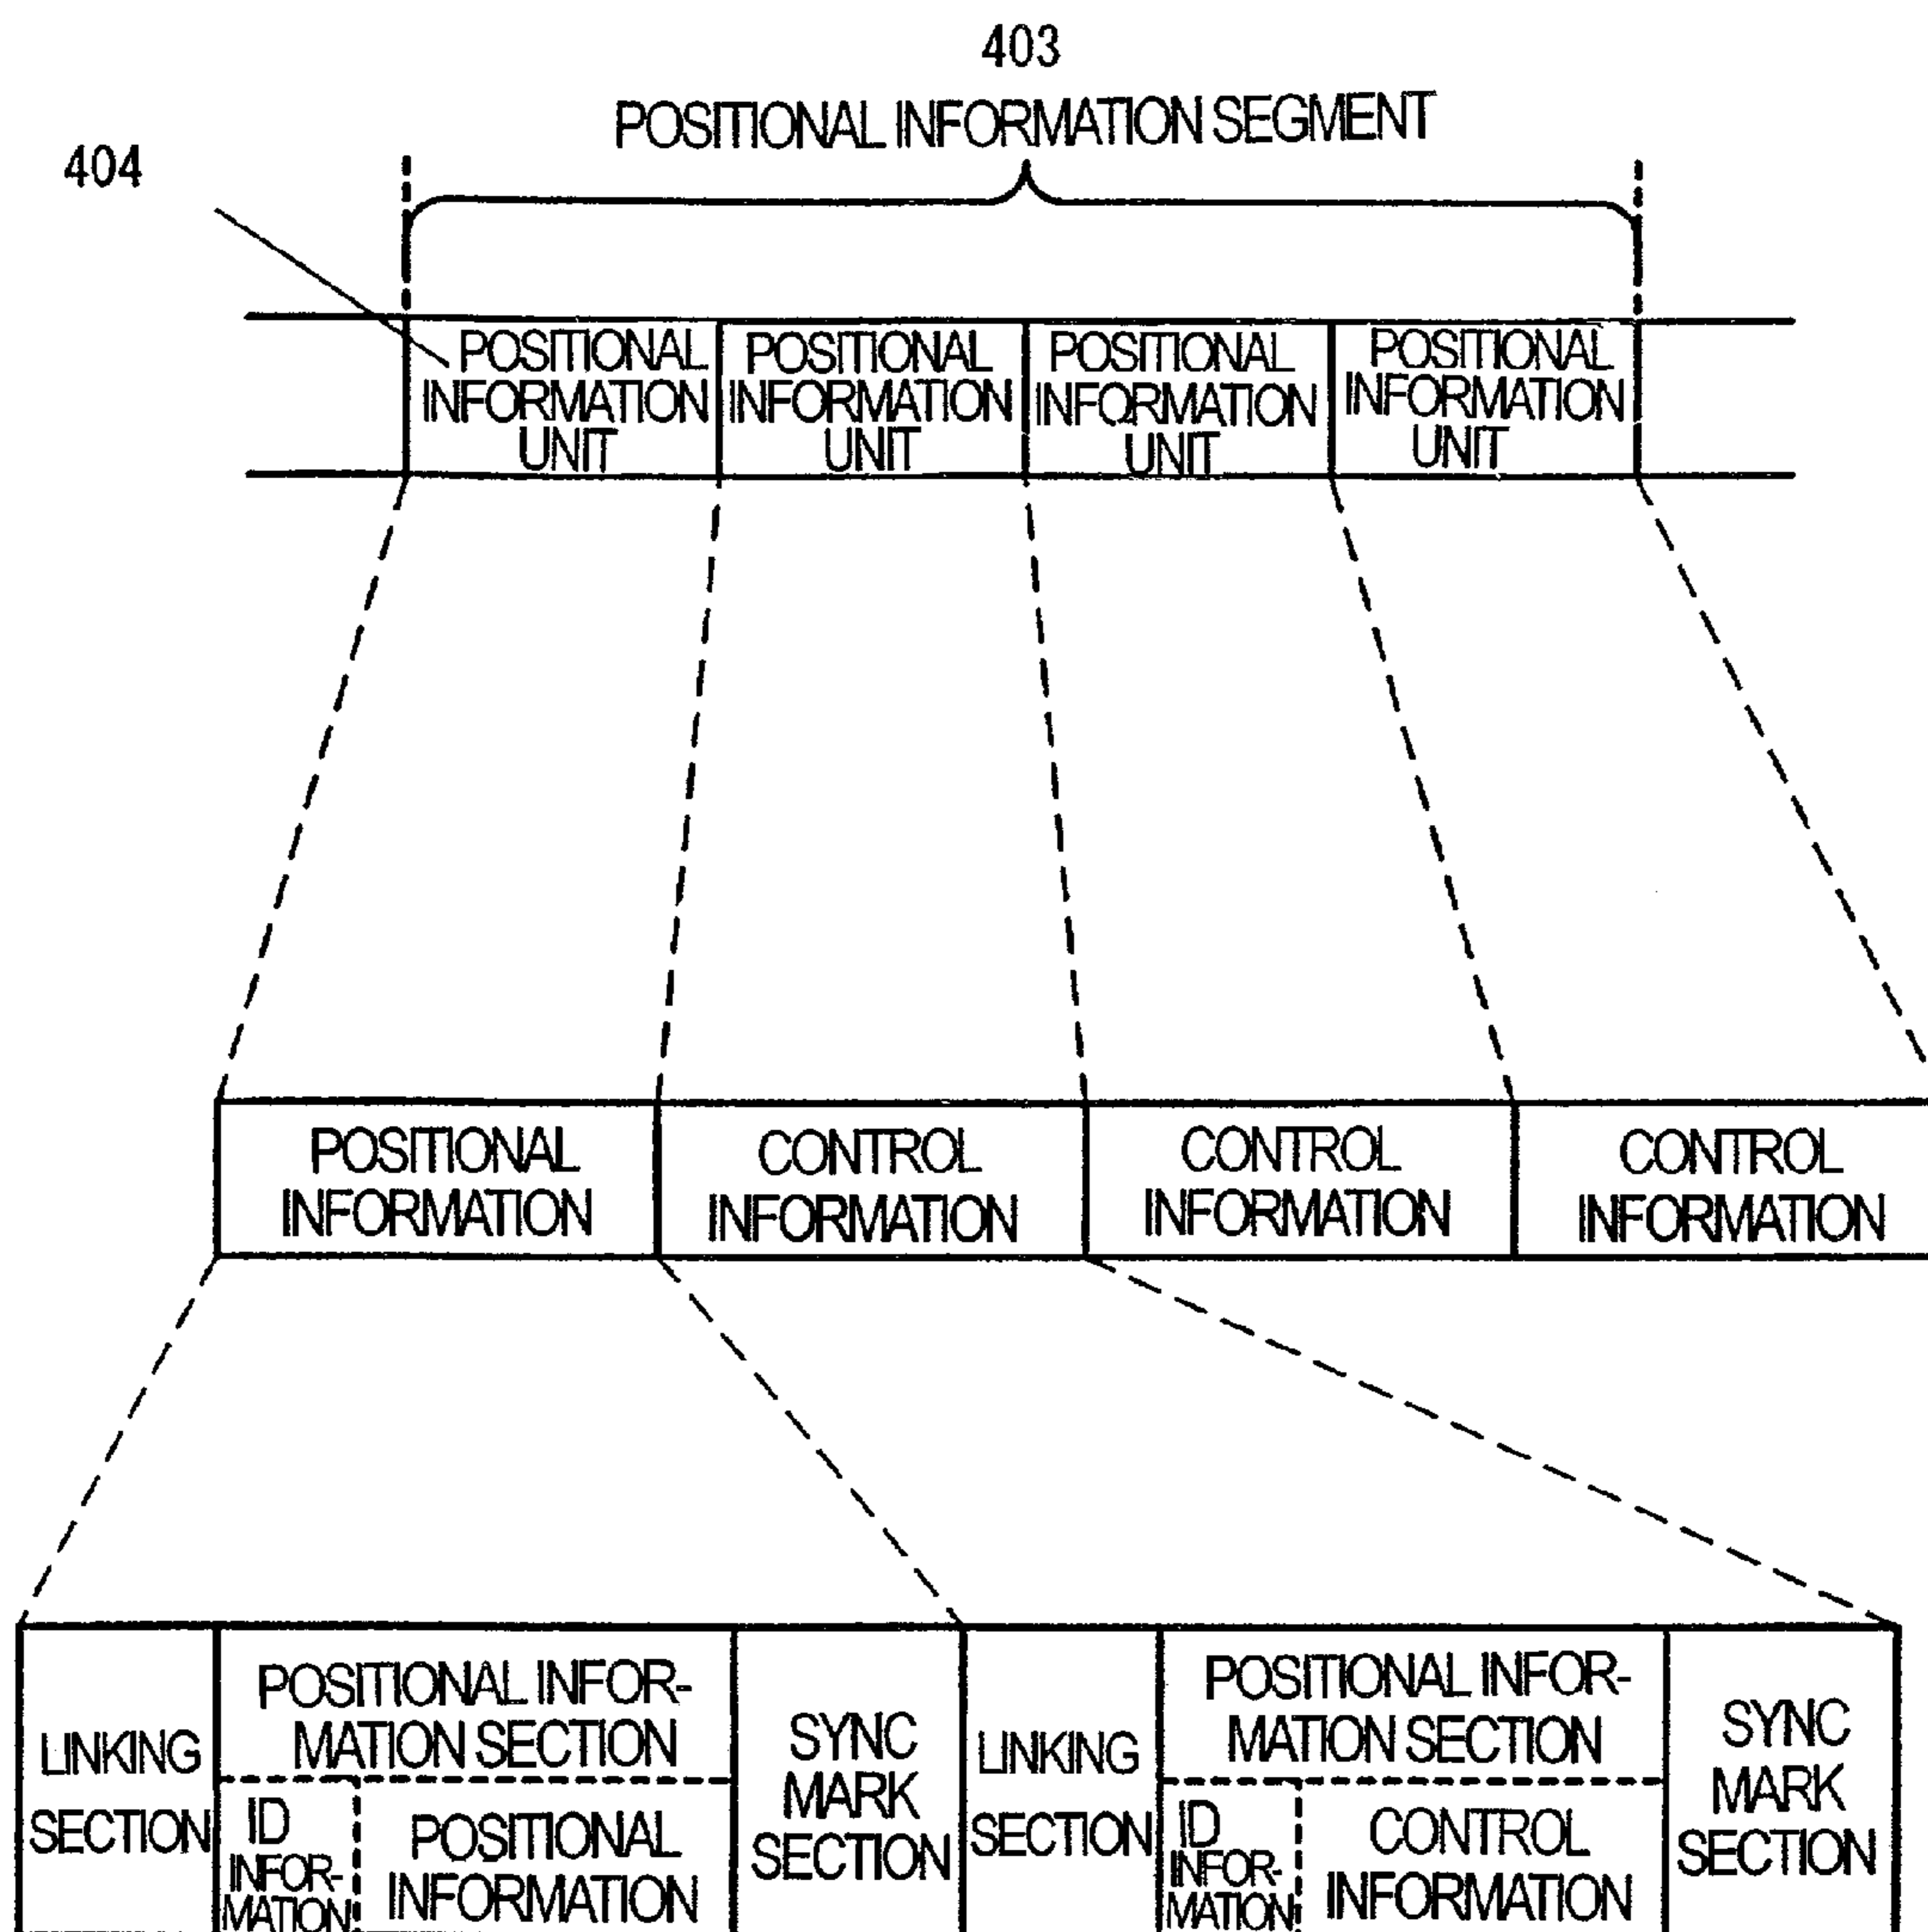 403
POSITIONAL INFORMATION SEGMENT
404
POSITIONAL
INFORMATION
UNIT
POSITIONAL
INFORMATION
UNIT
POSITIONAL
INFORMATION
UNIT
POSITIONAL
INFORMATION
UNIT
POSITIONAL
INFORMATION
CONTROL
INFORMATION
CONTROL
INFORMATION
CONTROL
INFORMATION
LINKING
SECTION
POSITIONAL INFOR-
MATION SECTION
ID
INFOR-
MATION
POSITIONAL
INFORMATION
SYNC
MARK
SECTION
LINKING
SECTION
POSITIONAL INFOR-
MATION SECTION
ID
INFOR-
MATION
CONTROL
INFORMATION
SYNC
MARK
SECTION